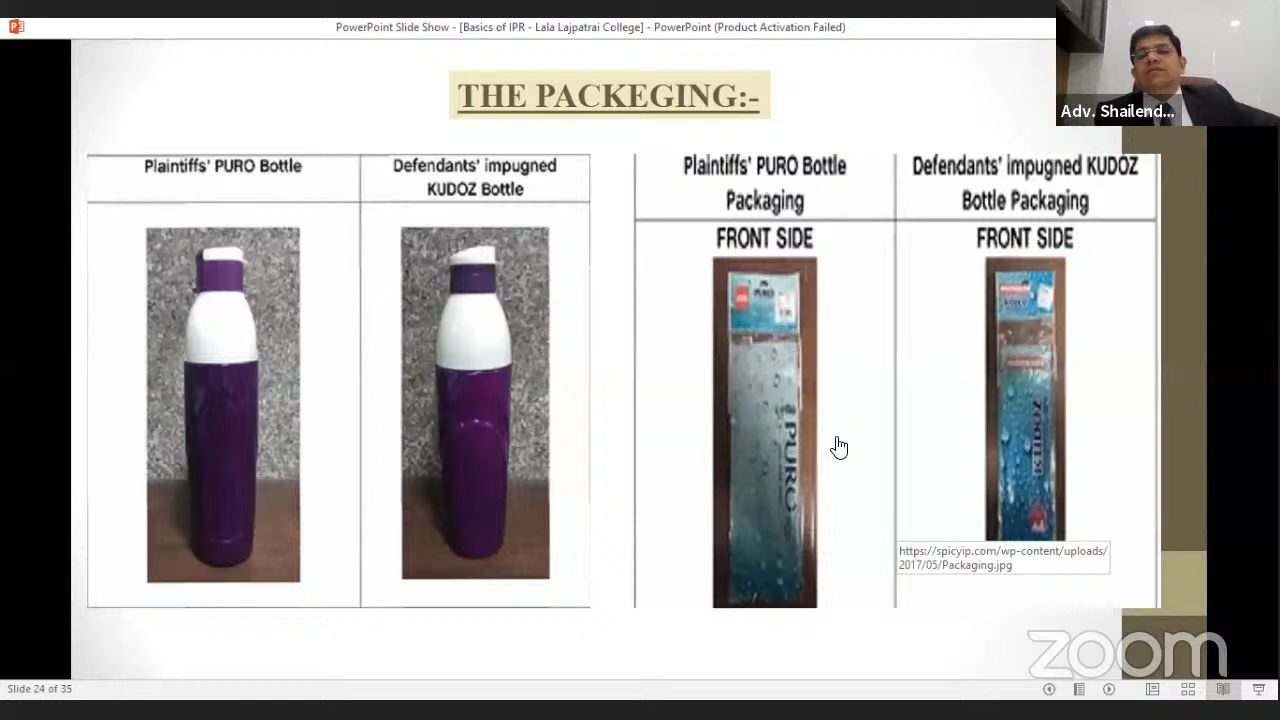 PowerPoint Slide Show - [Basics of IPR - Lala Lajpatrai College] - PowerPoint (Product Activation Failed)
THE PACKEGING:-
Adv. Shailend...
Plaintiffs' PURO Bottle
Defendants' impugned
KUDOZ Bottle
Plaintiffs' PURO Bottle
Packaging
Defendants' impugned KUDOZ
Bottle Packaging
FRONT SIDE
FRONT SIDE
PURO
PURO
KUDOZ
https://spicyip.com/wp-content/uploads/
2017/05/Packaging.jpg
zoom
Slide 24 of 35